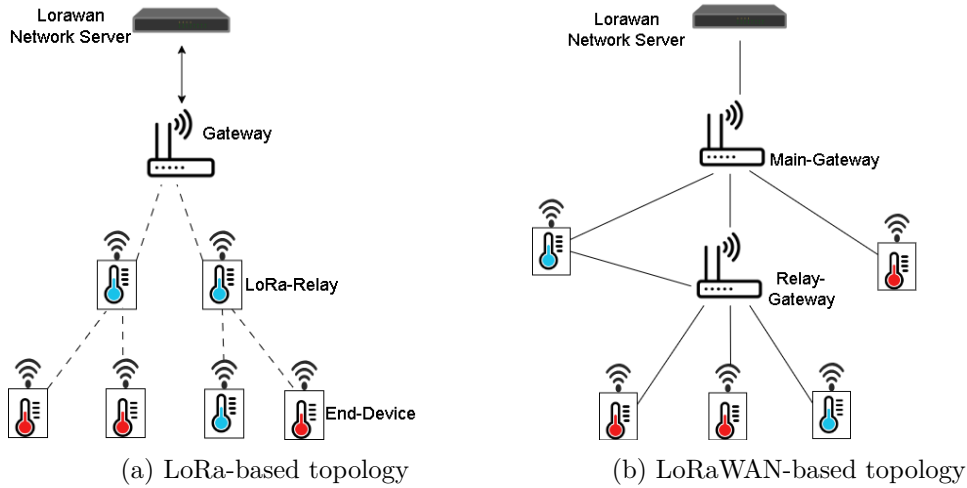 Lorawan
Network Server
Gateway
LoRa-Relay
End-Device
(a) LoRa-based topology
Lorawan
Network Server
Main-Gateway
Relay-
Gateway
(b) LoRaWAN-based topology